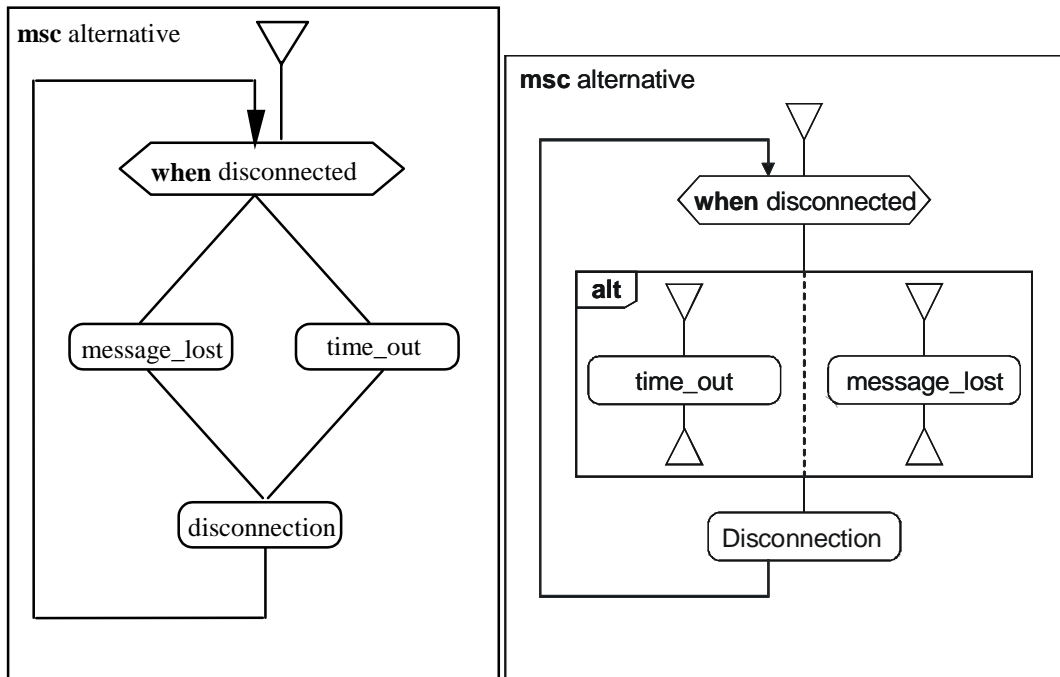 msc alternative
when disconnected
message_lost
time_out
disconnection
msc alternative
when disconnected
alt
time_out
message_lost
Disconnection